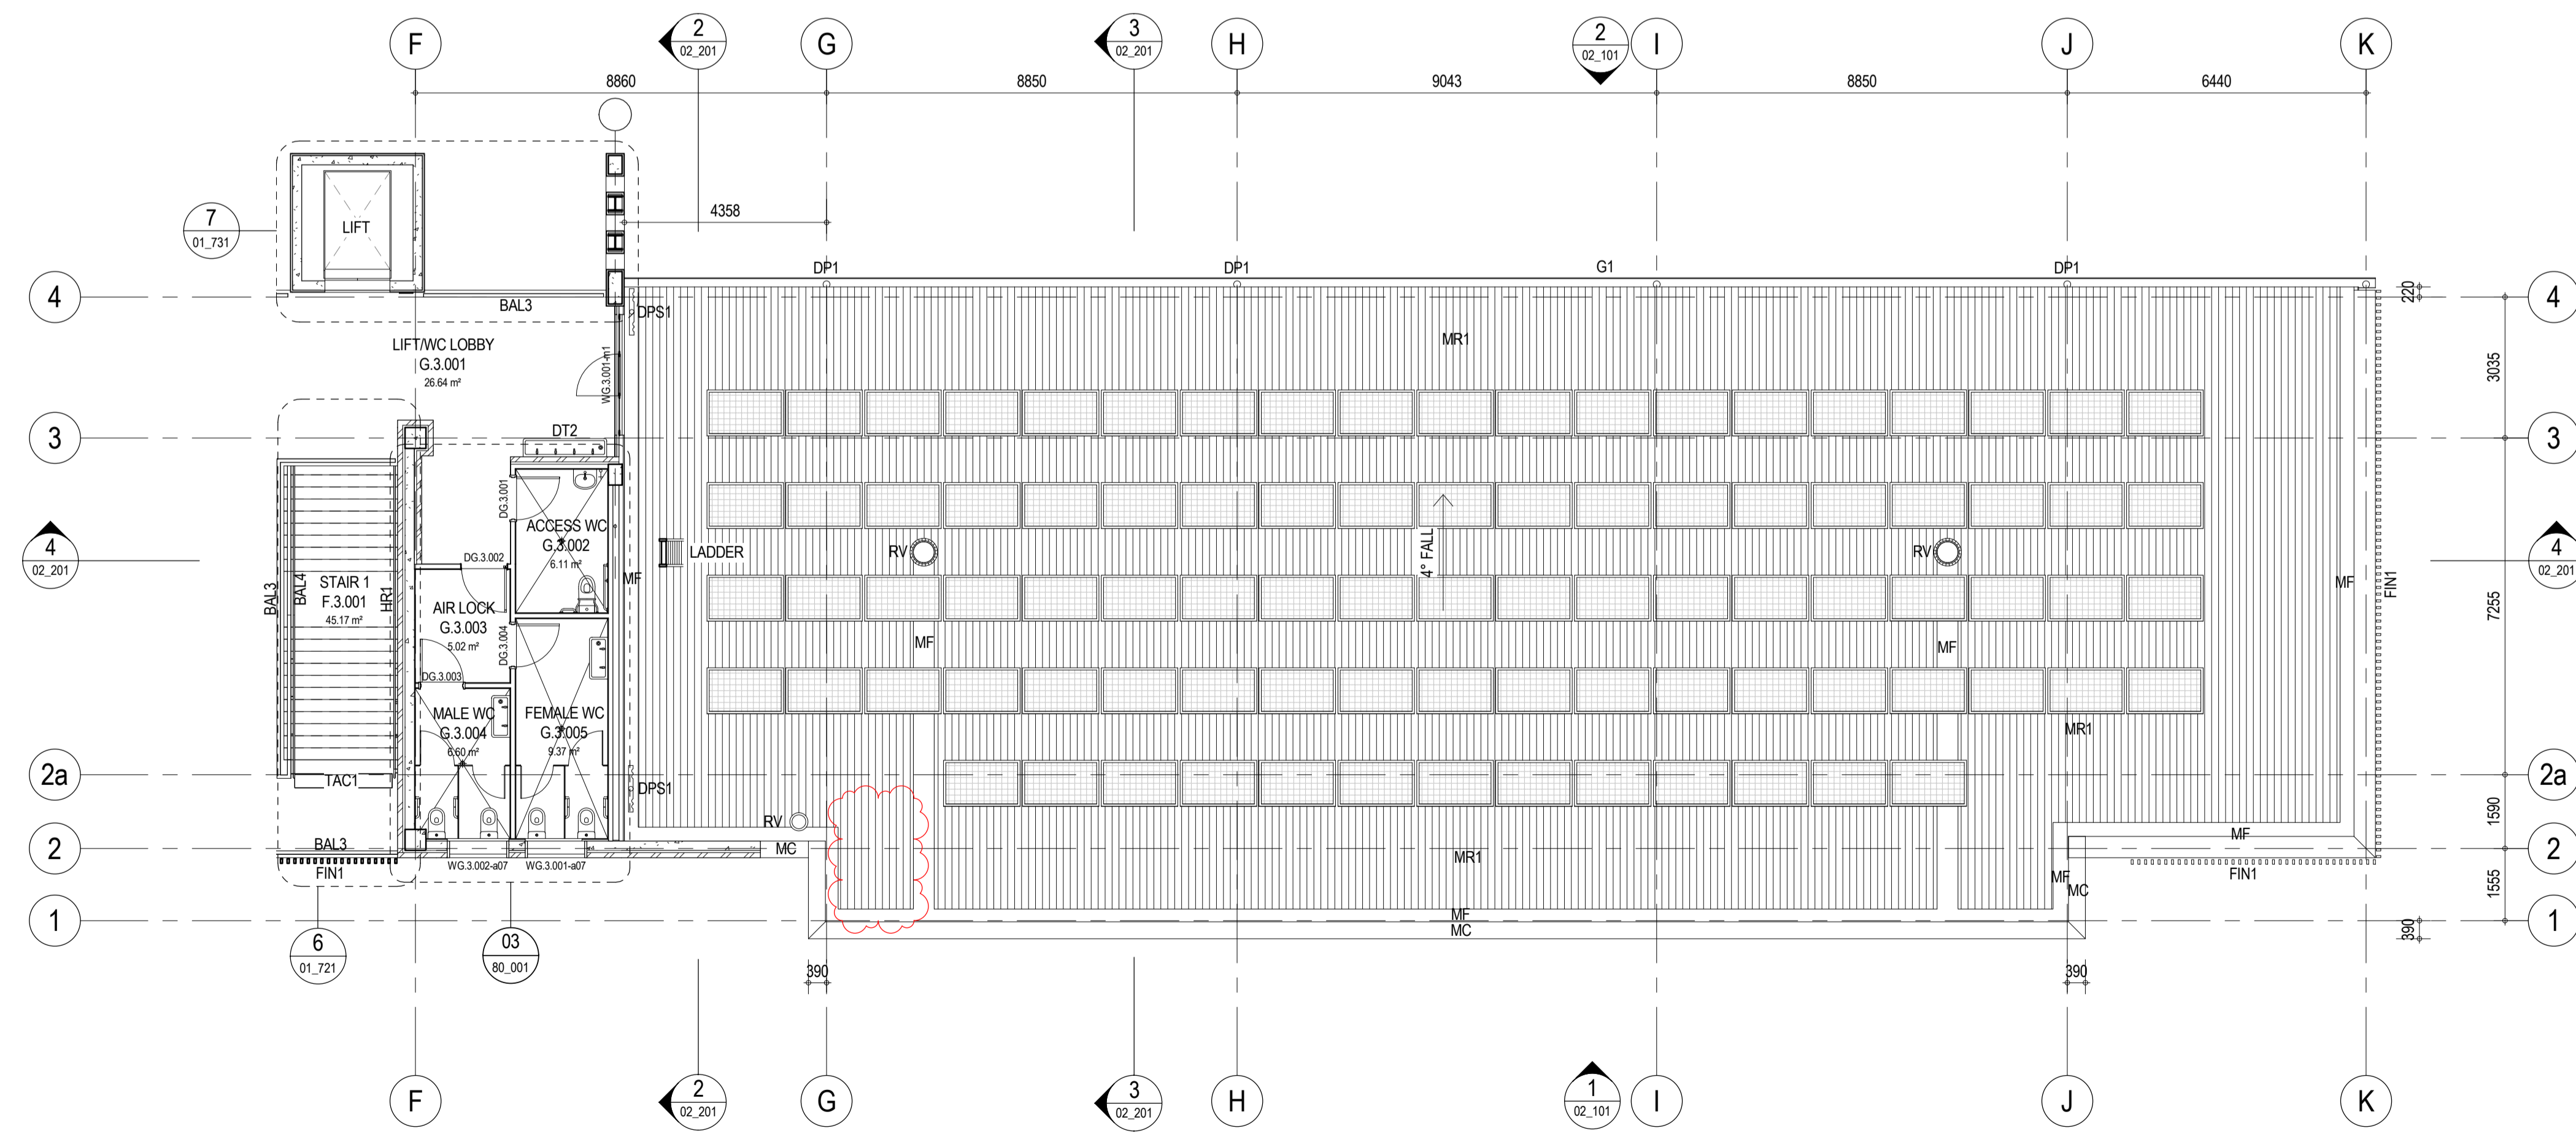 F
2
02_201
G
3
02_201
H
2
02_101
I
J
K
8860
8850
9043
8850
6440
7
01_731
LIFT
4358
4
BAL3
DP1
DP1
G1
DP1
220
4
DPS1
LIFT/WC LOBBY
G.3.001
26.64 m²
WG.3.001-m1
MR1
3035
3
DT2
3
DG.3.001
ACCESS WC
G.3.002
6.11 m²
4
02_201
DG.3.002
LADDER
RV
4° FALL
RV
4
02_201
BAL3
BAL4
STAIR 1
F.3.001
45.17 m²
HR1
MF
MF
FIN1
AIR LOCK
G.3.003
5.02 m²
DG.3.004
7255
MF
MF
DG.3.003
MALE WC
G.3.004
6.60 m²
FEMALE WC
G.3.005
9.37 m²
MR1
2a
TAC1
DPS1
2a
RV
1590
MF
2
BAL3
MC
MR1
2
FIN1
WG.3.002-a07
WG.3.001-a07
MF
MC
FIN1
1555
1
MF
MC
390
1
6
01_721
03
80_001
390
390
F
2
02_201
G
3
02_201
H
1
02_101
I
J
K